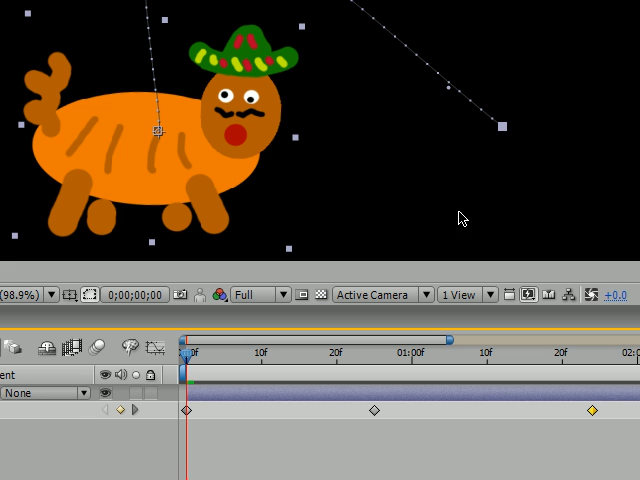 (98.9%) 0;00;00;00 Full Active Camera 1 View +0.0
00f 10f 20f 01:00f 10f 20f 02:0
ent
None